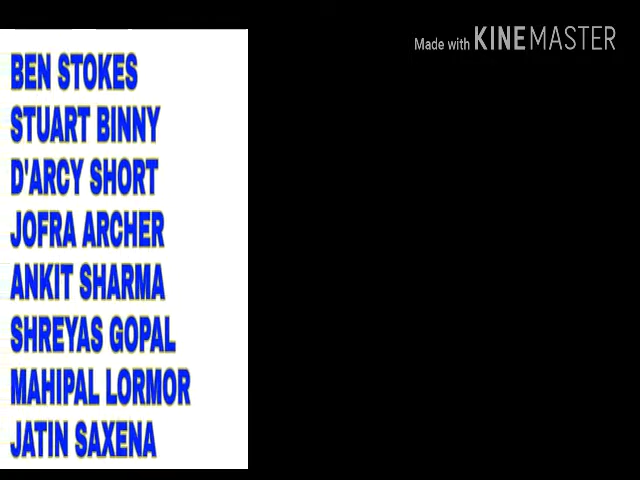 Made with KINEMASTER
BEN STOKES
STUART BINNY
D'ARCY SHORT
JOFRA ARCHER
ANKIT SHARMA
SHREYAS GOPAL
MAHIPAL LORMOR
JATIN SAXENA